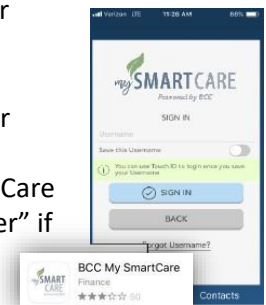 r
r
Care
er" if
Verizon LTE 11:26 AM 68%
my SMARTCARE
Powered by BCC
SIGN IN
Username
Save this Username
You can use Touch ID to login once you save
your Username
SIGN IN
BACK
Forgot Username?
Contacts
my SMART
CARE
BCC My SmartCare
Finance
★★★☆☆ 50